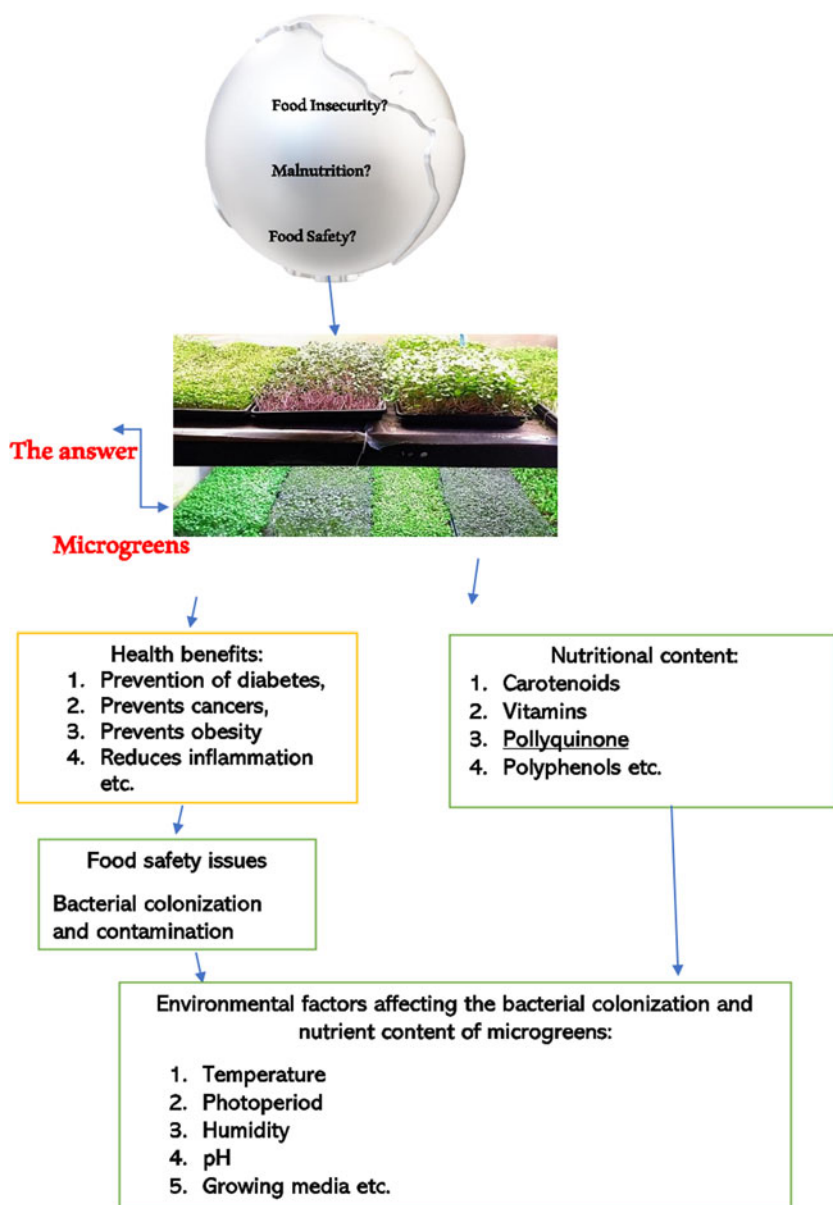 Food Insecurity?
Malnutrition?
Food Safety?
The answer
Microgreens
Health benefits:
1. Prevention of diabetes,
2. Prevents cancers,
3. Prevents obesity
4. Reduces inflammation
etc.
Nutritional content:
1. Carotenoids
2. Vitamins
3. Pollyquinone
4. Polyphenols etc.
Food safety issues
Bacterial colonization
and contamination
Environmental factors affecting the bacterial colonization and
nutrient content of microgreens:
1. Temperature
2. Photoperiod
3. Humidity
4. pH
5. Growing media etc.